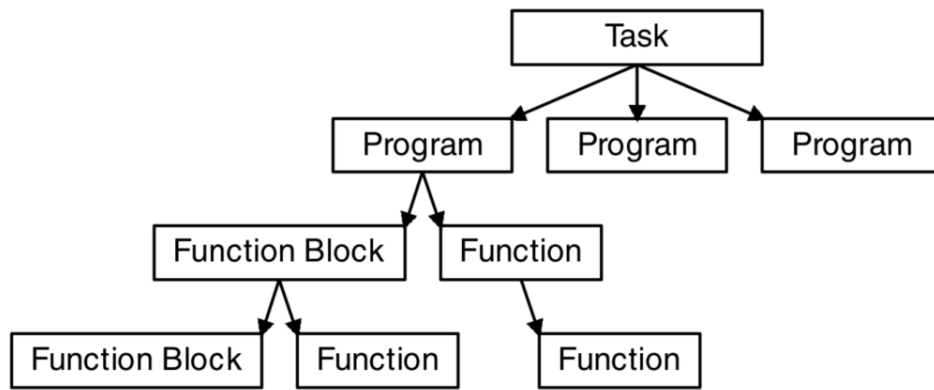 Task
Program
Program
Program
Function Block
Function
Function Block
Function
Function